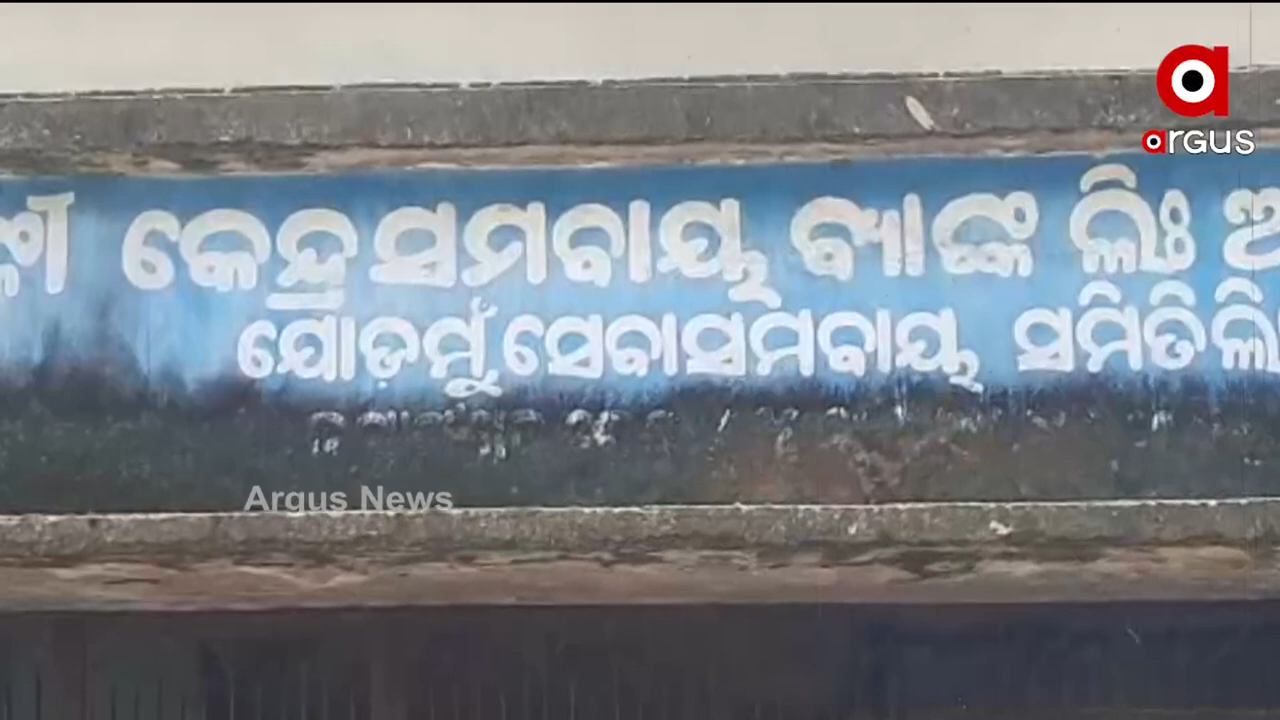 argus
କେନ୍ଦ୍ର ସମବାୟ ବ୍ୟାଙ୍କ ଲିଃ
ଯୋଡ଼ମୁଁ ସେବା ସମବାୟ ସମିତି ଲି
Argus News